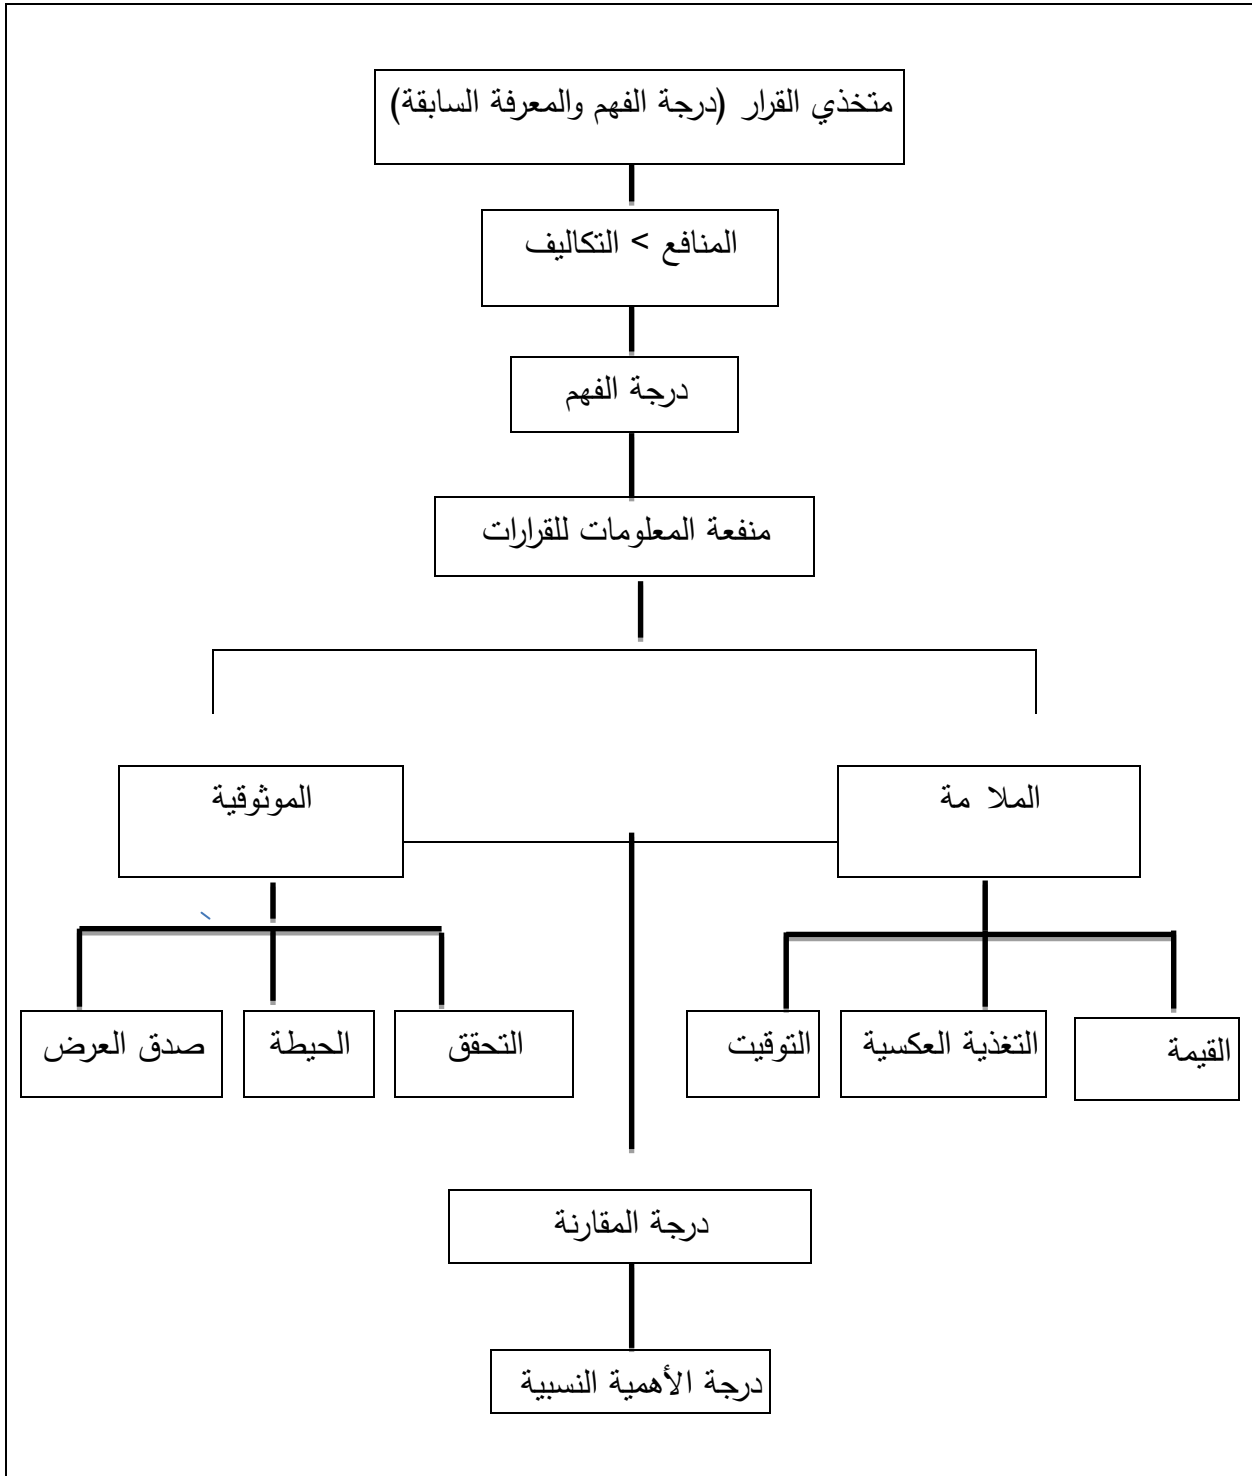 متخذي القرار (درجة الفهم والمعرفة السابقة)
المنافع > التكاليف
درجة الفهم
منفعة المعلومات للقرارات
الملا مة
الموثوقية
القيمة
التغذية العكسية
التوقيت
التحقق
الحيطة
صدق العرض
درجة المقارنة
درجة الأهمية النسبية